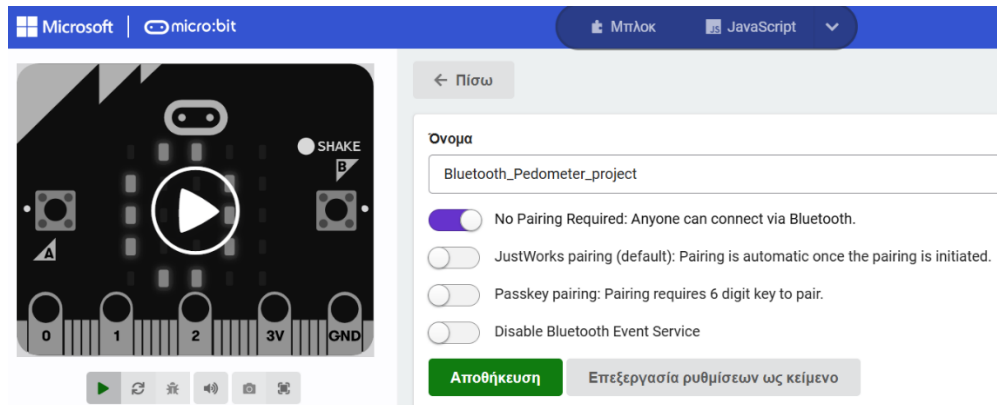 Microsoft micro:bit
Μπλοκ JS JavaScript
← Πίσω
SHAKE
B
A
0 1 2 3V GND
Όνομα
Bluetooth_Pedometer_project
No Pairing Required: Anyone can connect via Bluetooth.
JustWorks pairing (default): Pairing is automatic once the pairing is initiated.
Passkey pairing: Pairing requires 6 digit key to pair.
Disable Bluetooth Event Service
Αποθήκευση Επεξεργασία ρυθμίσεων ως κείμενο